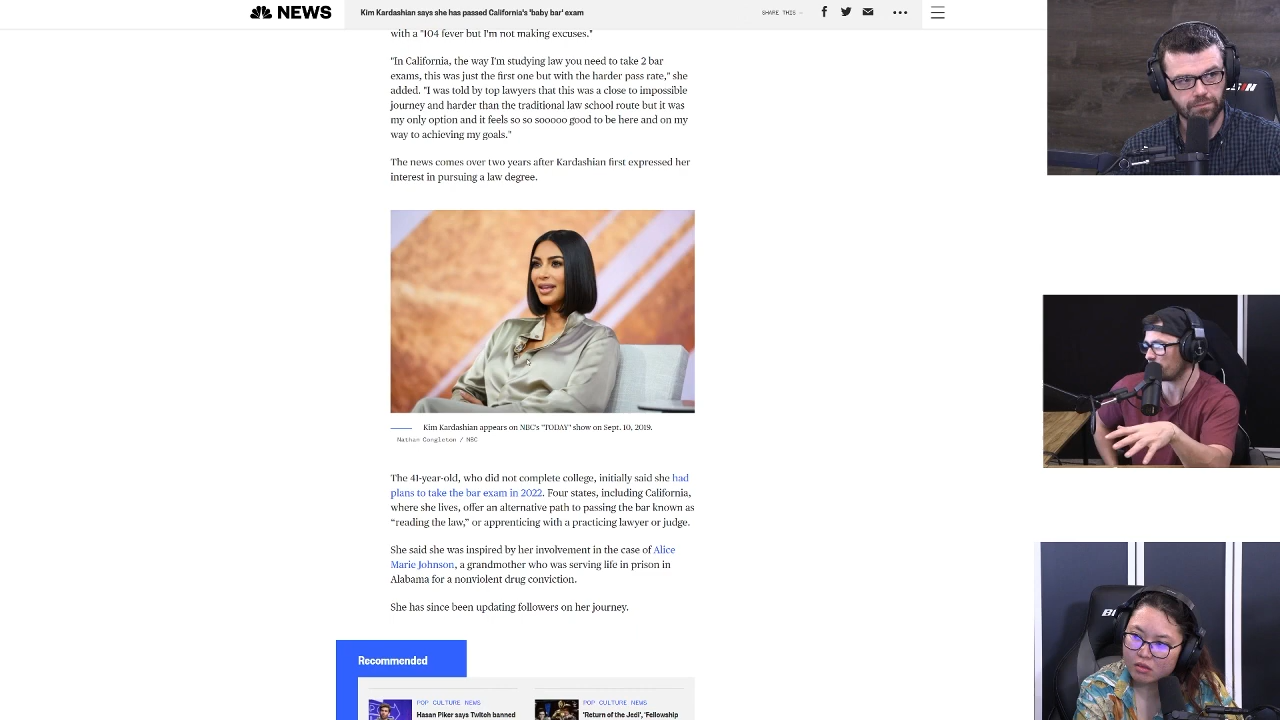 NEWS
Kim Kardashian says she has passed California's 'baby bar' exam
SHARE THIS –
with a "104 fever but I'm not making excuses."
"In California, the way I'm studying law you need to take 2 bar
exams, this was just the first one but with the harder pass rate," she
added. "I was told by top lawyers that this was a close to impossible
journey and harder than the traditional law school route but it was
my only option and it feels so so sooooo good to be here and on my
way to achieving my goals."
The news comes over two years after Kardashian first expressed her
interest in pursuing a law degree.
Kim Kardashian appears on NBC's "TODAY" show on Sept. 10, 2019.
Nathan Congleton / NBC
The 41-year-old, who did not complete college, initially said she had
plans to take the bar exam in 2022. Four states, including California,
where she lives, offer an alternative path to passing the bar known as
“reading the law,” or apprenticing with a practicing lawyer or judge.
She said she was inspired by her involvement in the case of Alice
Marie Johnson, a grandmother who was serving life in prison in
Alabama for a nonviolent drug conviction.
She has since been updating followers on her journey.
Recommended
POP CULTURE NEWS
Hasan Piker says Twitch banned
POP CULTURE NEWS
'Return of the Jedi', 'Fellowship